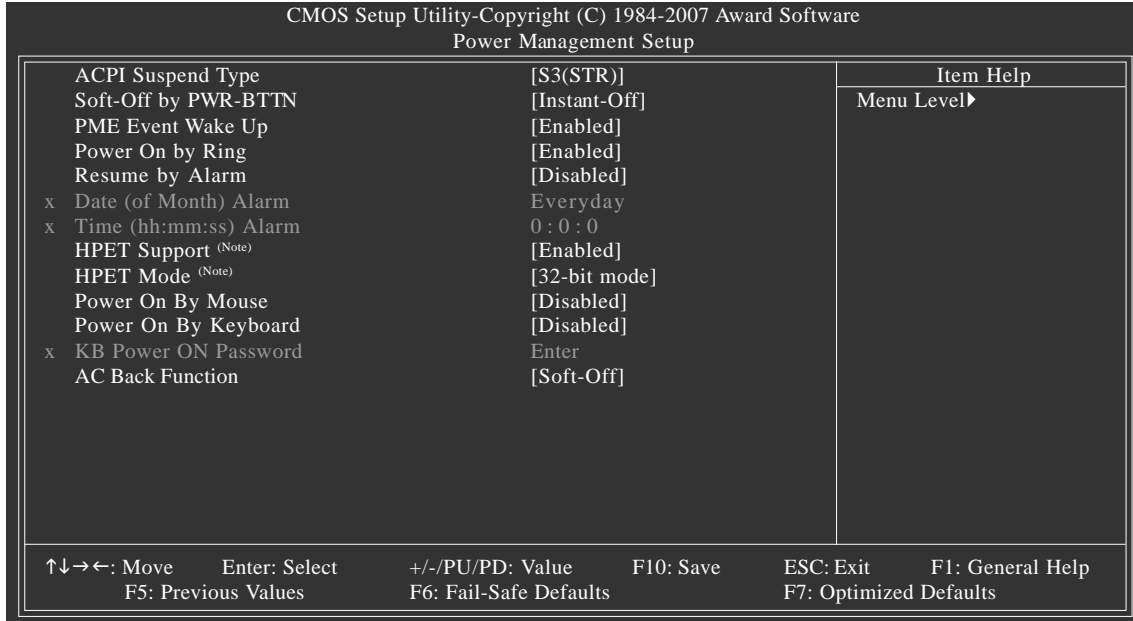 CMOS Setup Utility-Copyright (C) 1984-2007 Award Software
Power Management Setup
ACPI Suspend Type [S3(STR)] Item Help
Soft-Off by PWR-BTTN [Instant-Off] Menu Level▶
PME Event Wake Up [Enabled]
Power On by Ring [Enabled]
Resume by Alarm [Disabled]
x Date (of Month) Alarm Everyday
x Time (hh:mm:ss) Alarm 0 : 0 : 0
HPET Support (Note) [Enabled]
HPET Mode (Note) [32-bit mode]
Power On By Mouse [Disabled]
Power On By Keyboard [Disabled]
x KB Power ON Password Enter
AC Back Function [Soft-Off]
↑↓→←: Move Enter: Select +/-/PU/PD: Value F10: Save ESC: Exit F1: General Help
F5: Previous Values F6: Fail-Safe Defaults F7: Optimized Defaults